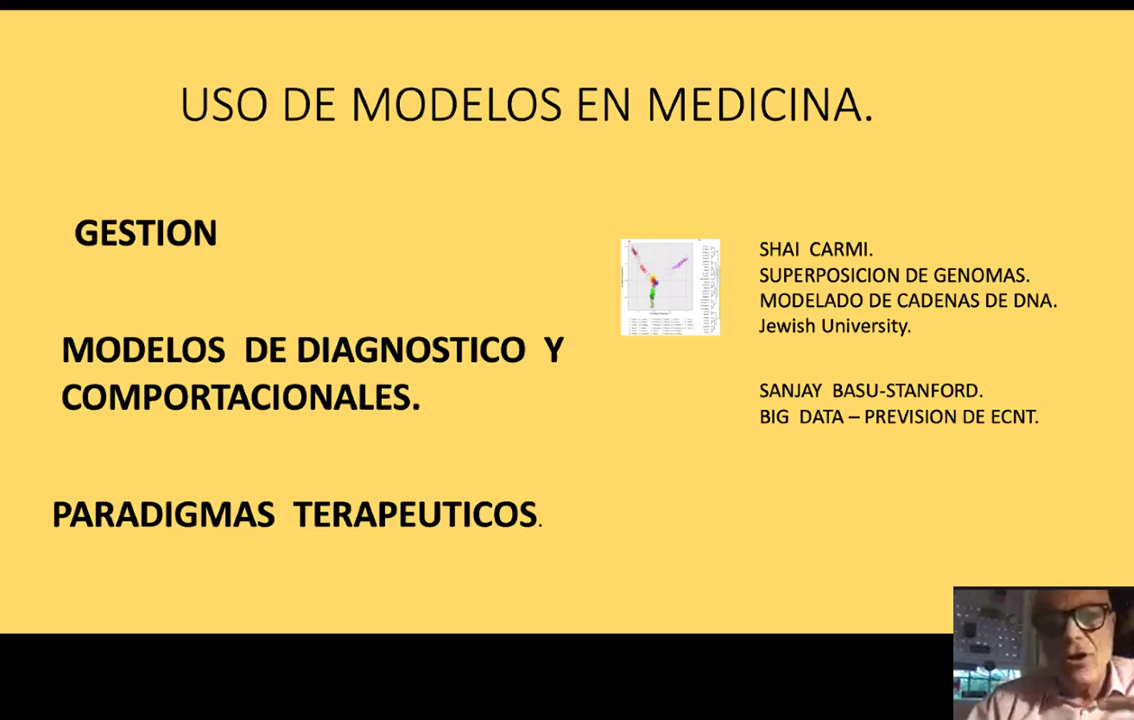 USO DE MODELOS EN MEDICINA.
GESTION
MODELOS DE DIAGNOSTICO Y
COMPORTACIONALES.
PARADIGMAS TERAPEUTICOS.
SHAI CARMI.
SUPERPOSICION DE GENOMAS.
MODELADO DE CADENAS DE DNA.
Jewish University.
SANJAY BASU-STANFORD.
BIG DATA – PREVISION DE ECNT.